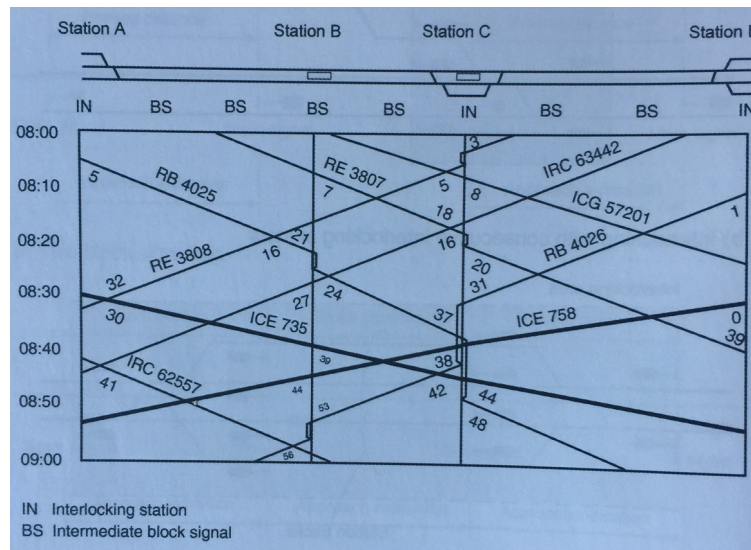 Station A Station B Station C Station
IN BS BS BS BS IN BS BS IN
08:00
3
IRC 63442
RB 4025
RE 3807
5
5
7
8
08:10
18
ICG 57201
1
21
16
RB 4026
08:20
16
RE 3808
20
32
24
31
08:30
27
30
ICE 735
37
ICE 758
0
39
08:40
IRC 62557
39
38
41
44
42
44
08:50
53
48
56
09:00
IN Interlocking station
BS Intermediate block signal